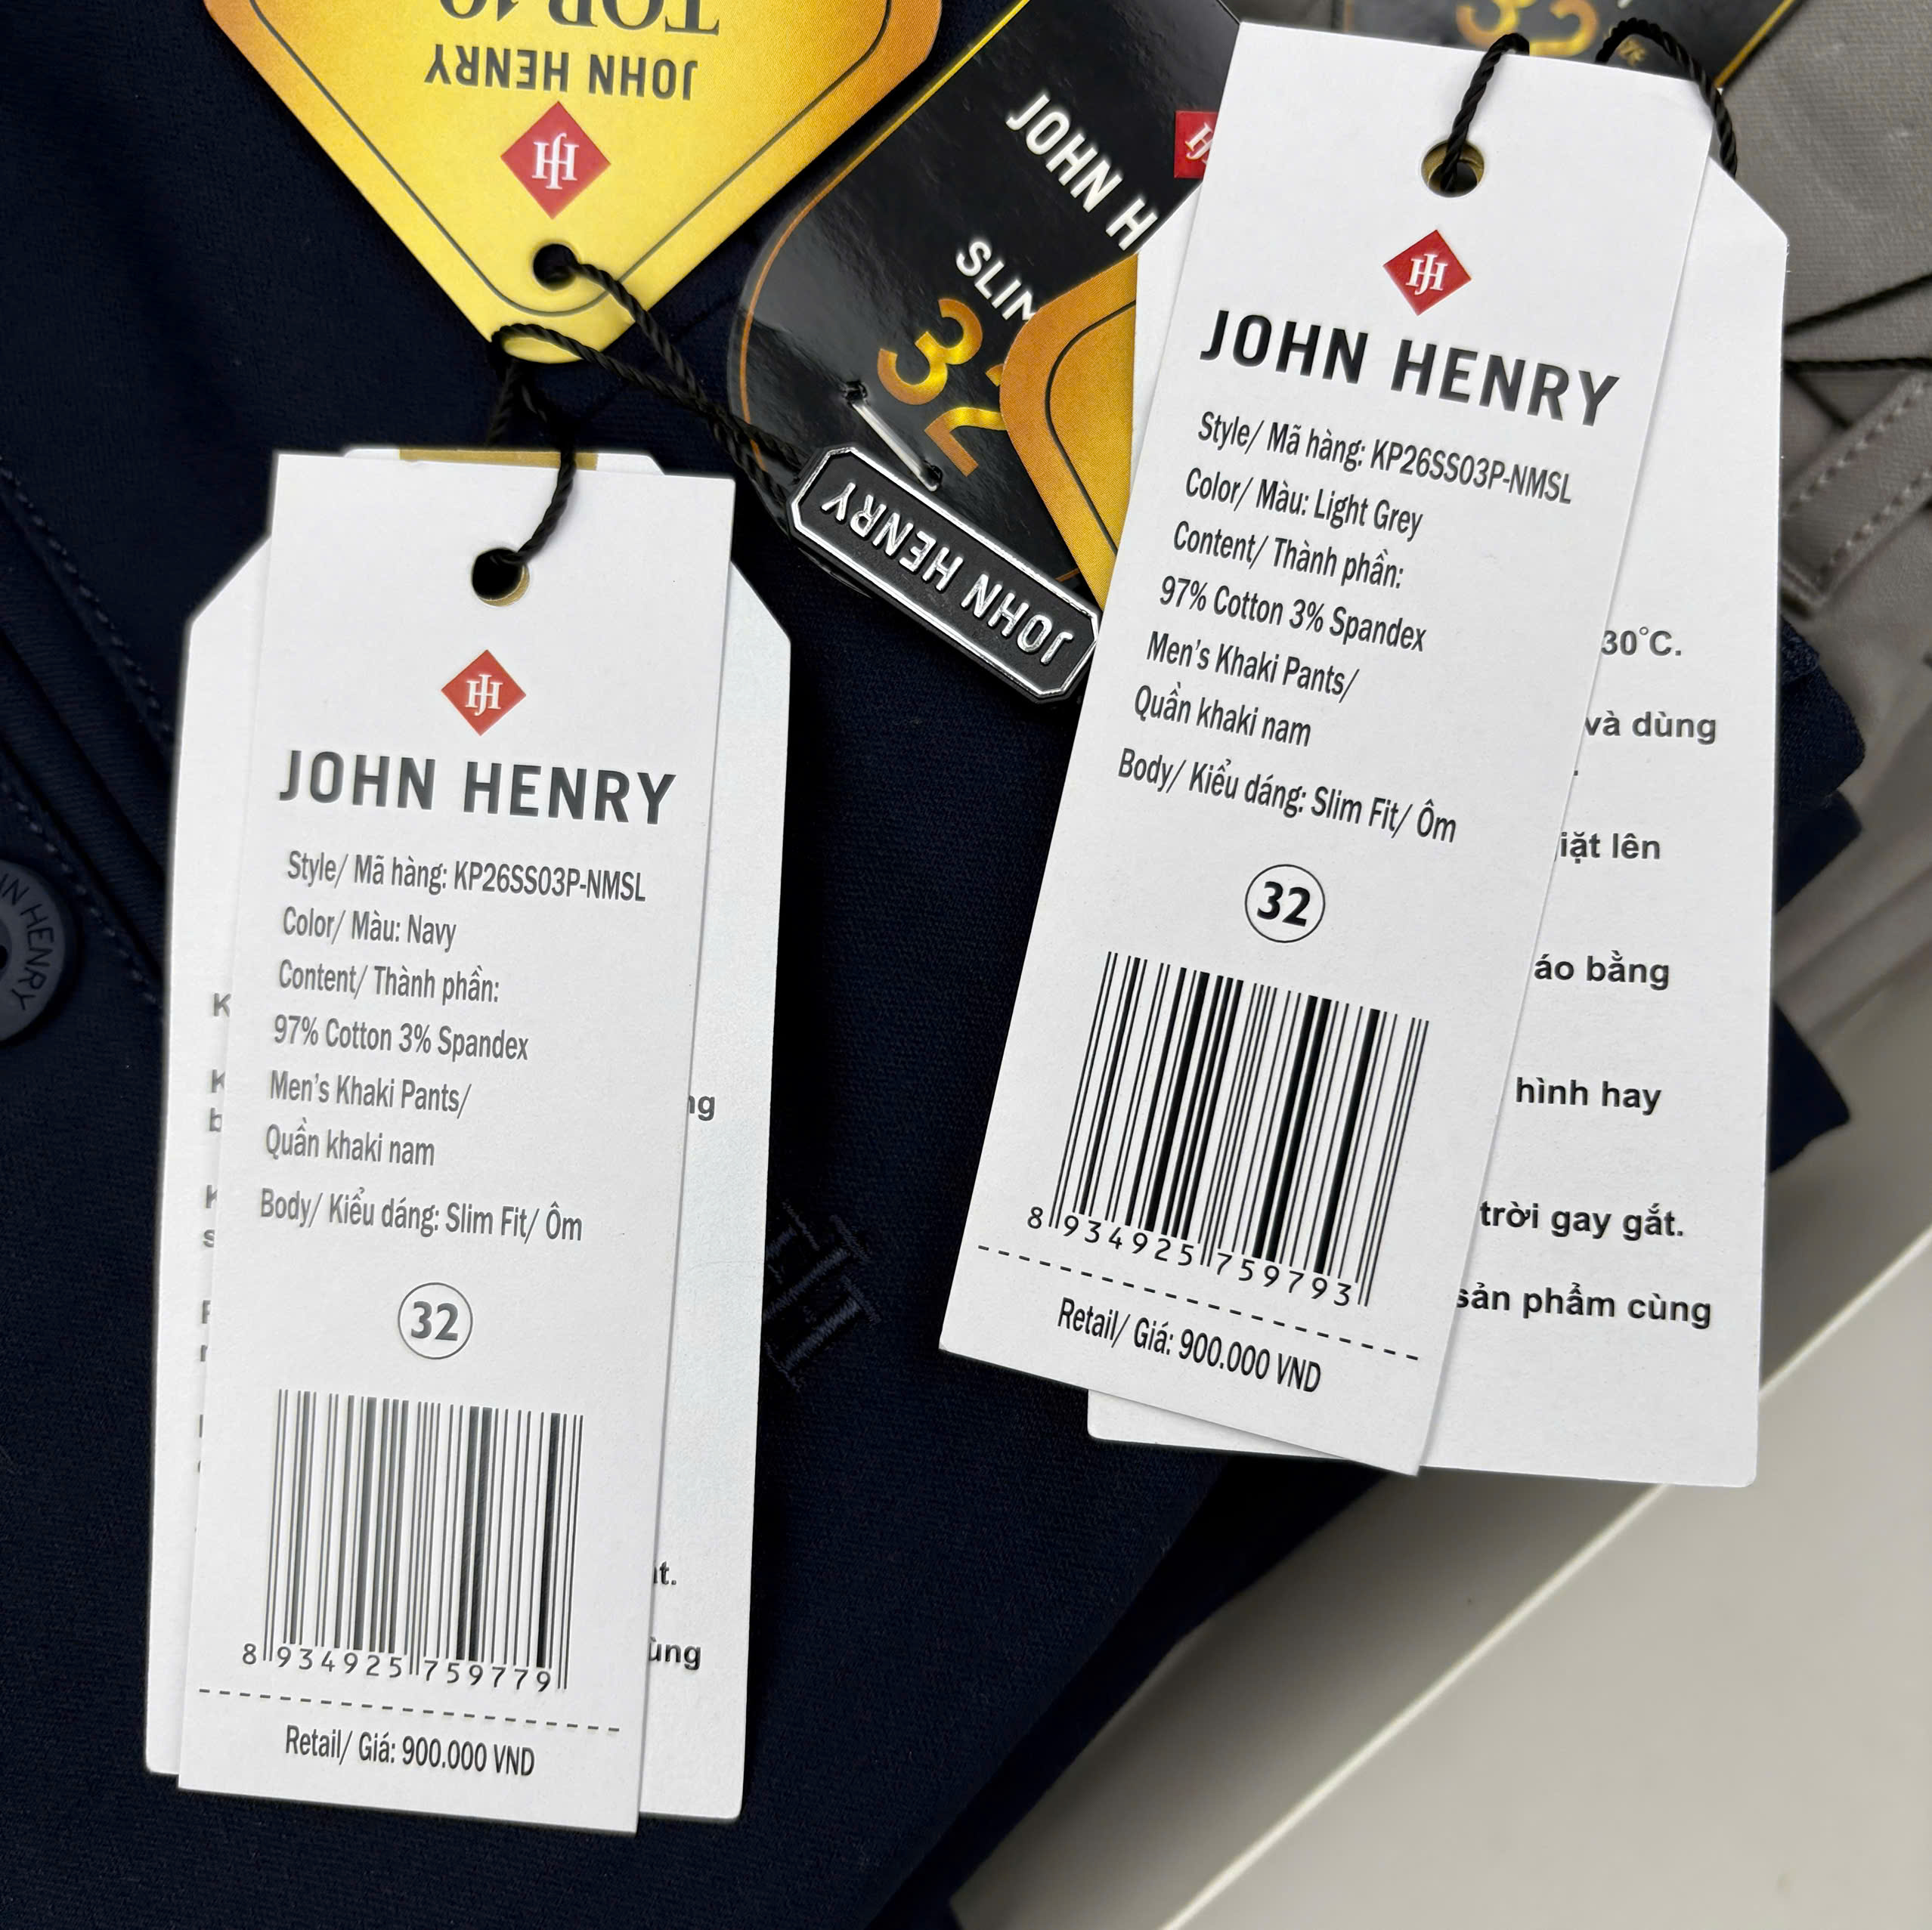 TOP 10
JOHN HENRY
JOHN H
SLIM
32
JOHN HENRY
32
JOHN HENRY
Style/ Mã hàng: KP26SS03P-NMSL
Color/ Màu: Light Grey
Content/ Thành phần:
97% Cotton 3% Spandex
Men's Khaki Pants/
Quần khaki nam
Body/ Kiểu dáng: Slim Fit/ Ôm
32
8 934925 759793
Retail/ Giá: 900.000 VND
30°C.
và dùng
iặt lên
áo bằng
hình hay
trời gay gắt.
sản phẩm cùng
JOHN HENRY
Style/ Mã hàng: KP26SS03P-NMSL
Color/ Màu: Navy
Content/ Thành phần:
97% Cotton 3% Spandex
Men's Khaki Pants/
Quần khaki nam
Body/ Kiểu dáng: Slim Fit/ Ôm
32
8 934925 759779
Retail/ Giá: 900.000 VND
HN HENRY